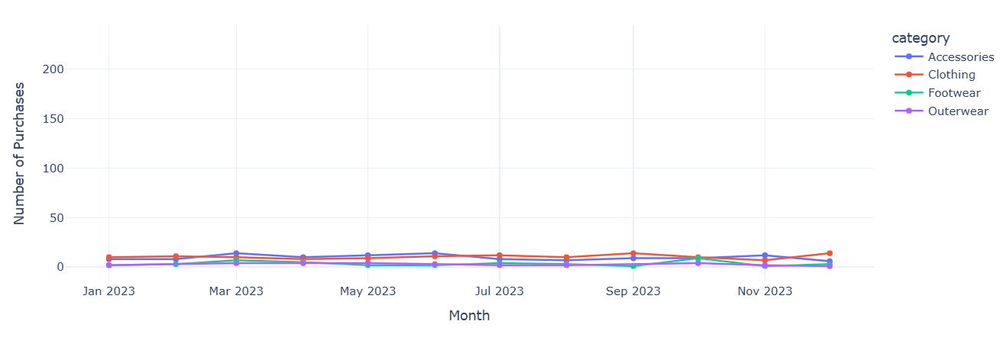 category
Accessories
Clothing
Footwear
Outerwear
Number of Purchases
200
150
100
50
0
Jan 2023
Mar 2023
May 2023
Jul 2023
Sep 2023
Nov 2023
Month